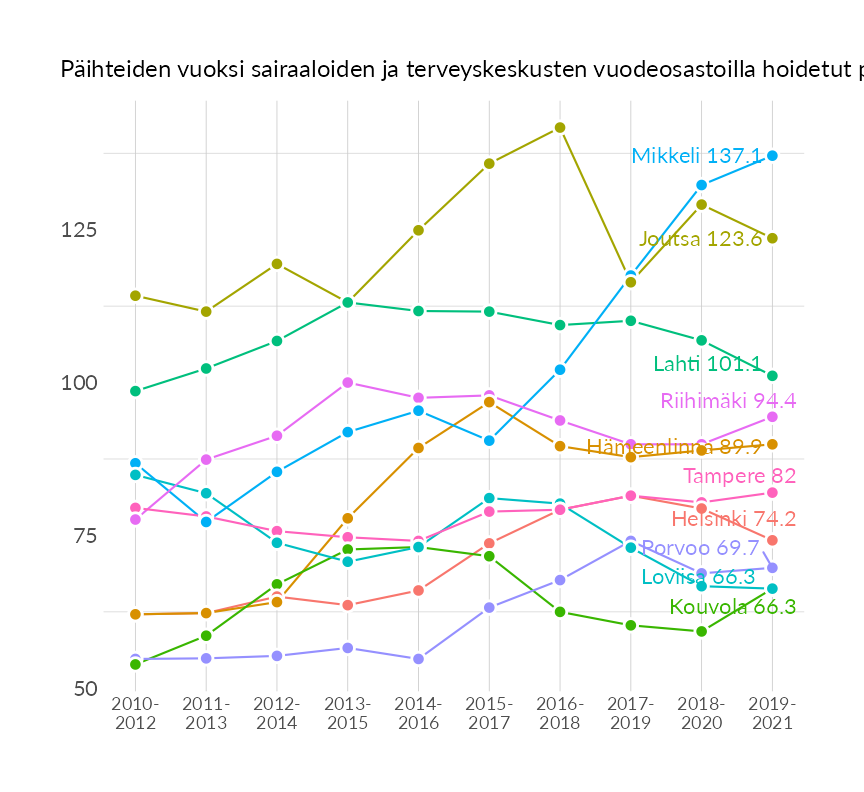 Päihteiden vuoksi sairaaloiden ja terveyskeskusten vuodeosastoilla hoidetut
Mikkeli 137.1
125
Joutsa 123.6
Lahti 101.1
100
Riihimäki 94.4
Hämeenlinna 89.9
Tampere 82
Helsinki 74.2
75
Porvoo 69.7
Loviisa 66.3
Kouvola 66.3
50
2010- 2011- 2012- 2013- 2014- 2015- 2016- 2017- 2018- 2019-
2012 2013 2014 2015 2016 2017 2018 2019 2020 2021